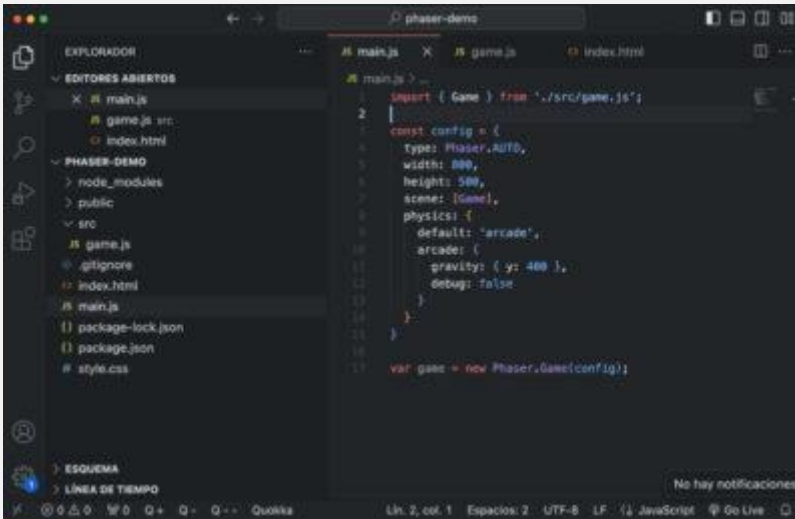 phaser-demo
EXPLORADOR
EDITORES ABIERTOS
main.js
game.js src
index.html
PHASER-DEMO
node_modules
public
src
game.js
.gitignore
index.html
main.js
package-lock.json
package.json
style.css
ESQUEMA
LÍNEA DE TIEMPO
main.js
game.js
index.html
main.js > ...
import { Game } from './src/game.js';
2
const config = {
type: Phaser.AUTO,
width: 800,
height: 500,
scene: [Game],
physics: {
default: 'arcade',
arcade: {
gravity: { y: 400 },
debug: false
}
}
}
var game = new Phaser.Game(config);
No hay notificaciones
0 0 0 Q+ Q- Q-- Quokka Lín. 2, col. 1 Espacios: 2 UTF-8 LF JavaScript Go Live